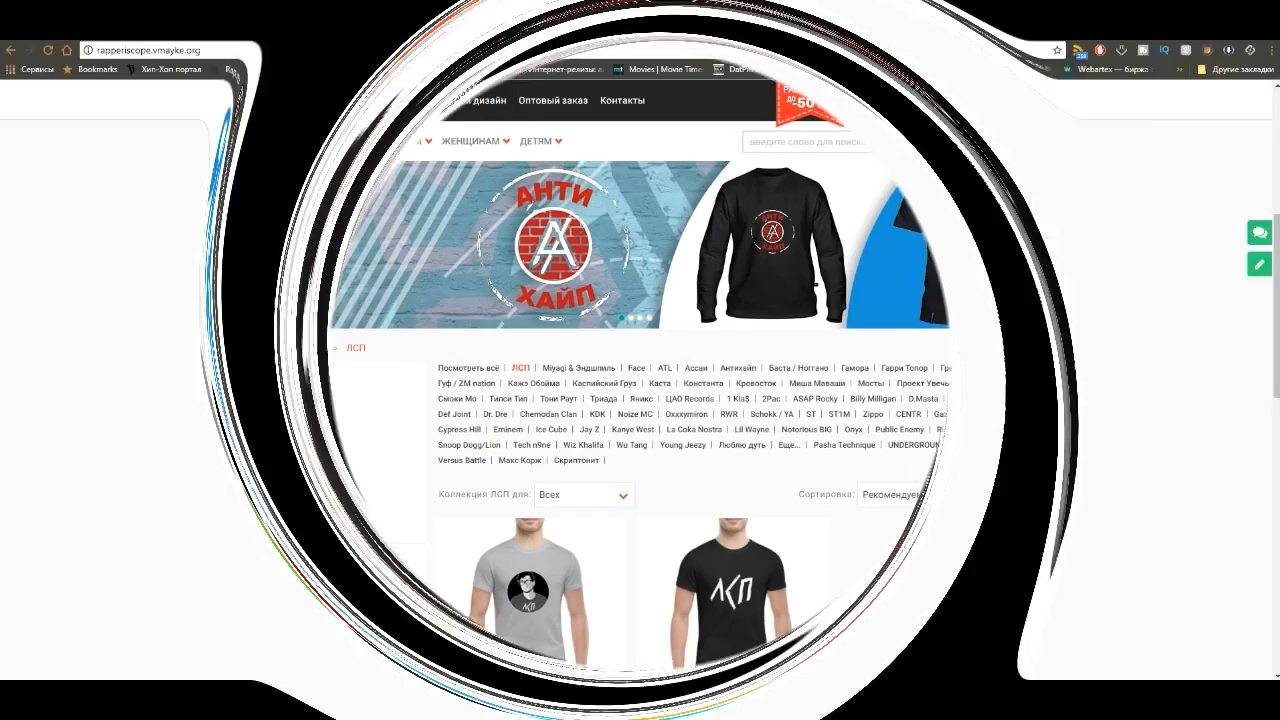 rapperiscope.vmayke.org
Сервисы Bookmarks Хип-Хоп портал
Movies | Movie Time Webartex — биржа Другие закладки
дизайн Оптовый заказ Контакты
до -50
ЖЕНЩИНАМ ДЕТЯМ введите слово для поиска..
АНТИ
ХАЙП
АНТИ
ХАЙП
» ЛСП
Посмотреть всё | ЛСП | Miyagi & Эндшпиль | Face | ATL | Ассаи | Антихайп | Баста / Ноггано | Гамора | Гарри Топор |
Гуф / ZM nation | Кажэ Обойма | Каспийский Груз | Каста | Константа | Кровосток | Миша Маваши | Мосты | Проект
Смоки Мо | Типси Тип | Тони Раут | Триада | Яникс | ЦАО Records | 1 Kla$ | 2Pac | ASAP Rocky | Billy Milligan | D.Masta |
Def Joint | Dr. Dre | Chemodan Clan | KDK | Noize MC | Oxxxymiron | RWR | Schokk / YA | ST | ST1M | Zippo | CENTR |
Cypress Hill | Eminem | Ice Cube | Jay Z | Kanye West | La Coka Nostra | Lil Wayne | Notorious BIG | Onyx | Public Enemy |
Snoop Dogg/Lion | Tech n9ne | Wiz Khalifa | Wu Tang | Young Jeezy | Люблю дуть | Еще... | Pasha Technique | UNDERGROUN
Versus Battle | Макс Корж | Скриптонит |
Коллекция ЛСП для: Всех Сортировка: Рекомендуем
ЛСП
ЛСП